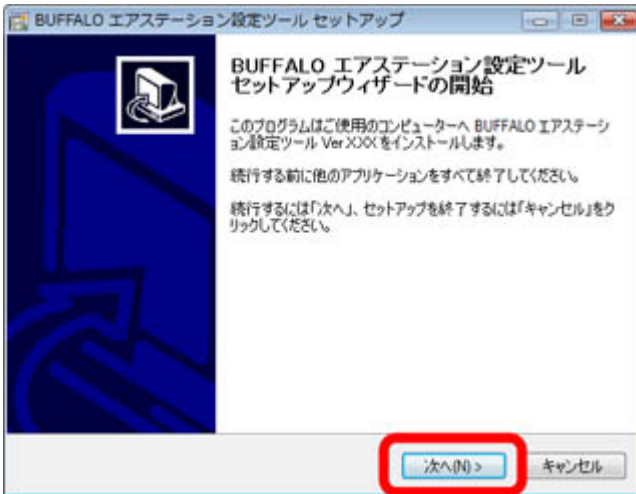 BUFFALO エアステーション設定ツール セットアップ
BUFFALO エアステーション設定ツール
セットアップウィザードの開始
このプログラムはご使用のコンピューターへ BUFFALO エアステーシ
ョン設定ツール Ver.XXX をインストールします。
続行する前に他のアプリケーションをすべて終了してください。
続行するには「次へ」、セットアップを終了するには「キャンセル」をク
リックしてください。
次へ(N) >
キャンセル